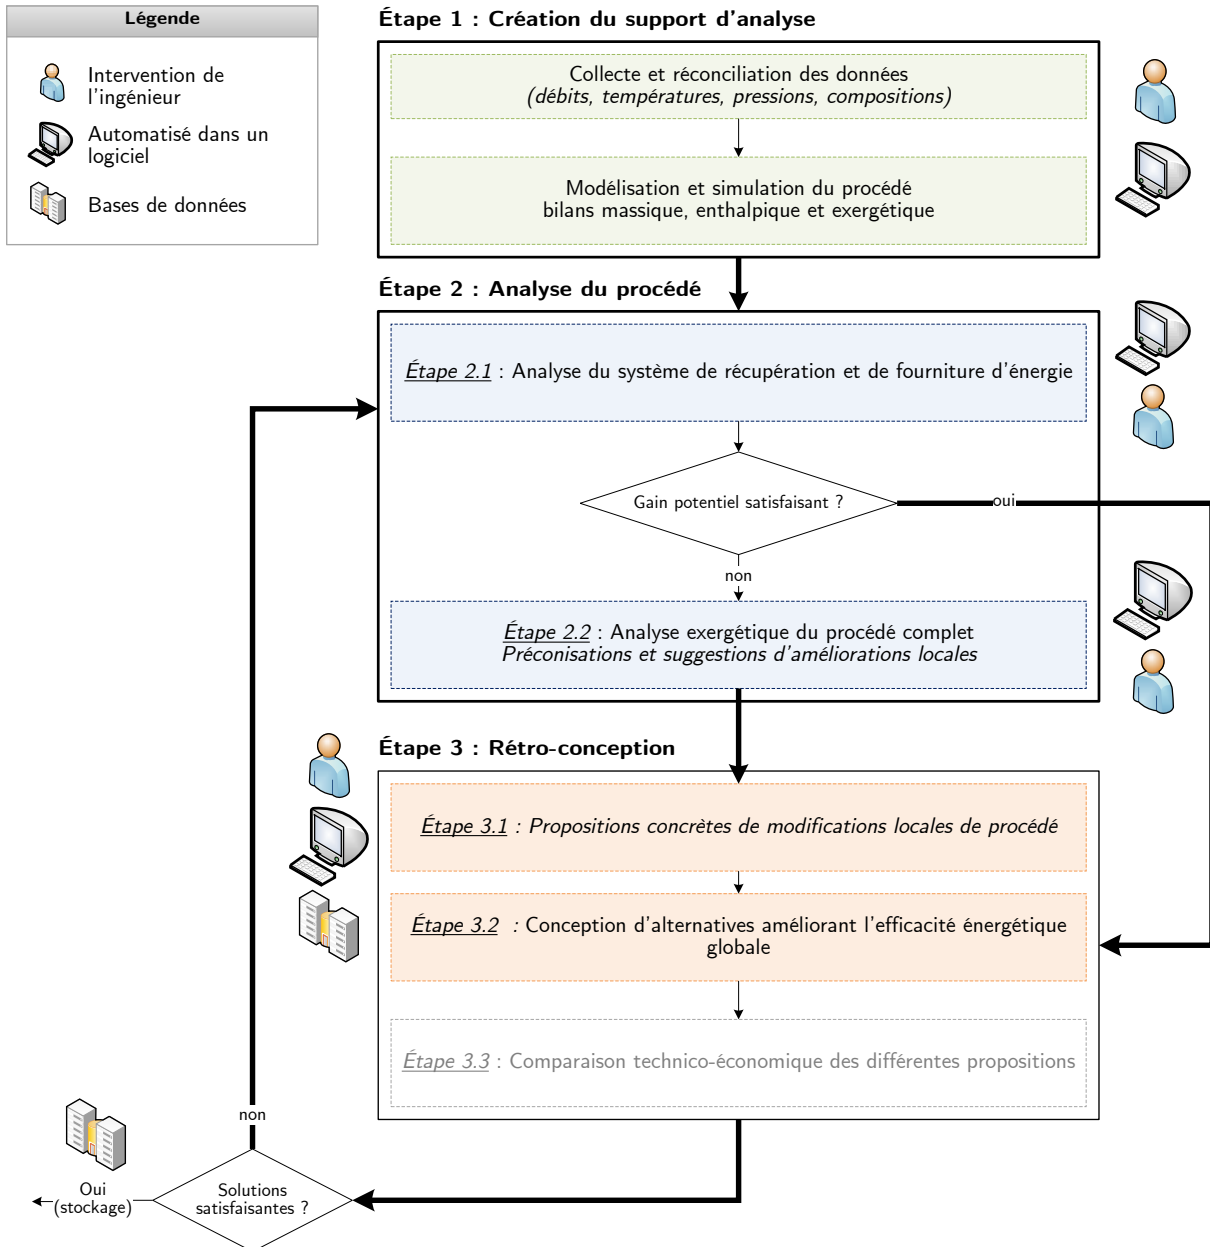 Légende
Intervention de
l'ingénieur
Automatisé dans un
logiciel
Bases de données
Étape 1 : Création du support d'analyse
Collecte et réconciliation des données
(débits, températures, pressions, compositions)
Modélisation et simulation du procédé
bilans massique, enthalpique et exergétique
Étape 2 : Analyse du procédé
Étape 2.1 : Analyse du système de récupération et de fourniture d'énergie
Gain potentiel satisfaisant ?
oui
non
Étape 2.2 : Analyse exergétique du procédé complet
Préconisations et suggestions d'améliorations locales
Étape 3 : Rétro-conception
Étape 3.1 : Propositions concrètes de modifications locales de procédé
Étape 3.2 : Conception d'alternatives améliorant l'efficacité énergétique
globale
Étape 3.3 : Comparaison technico-économique des différentes propositions
non
Solutions
satisfaisantes ?
Oui
(stockage)